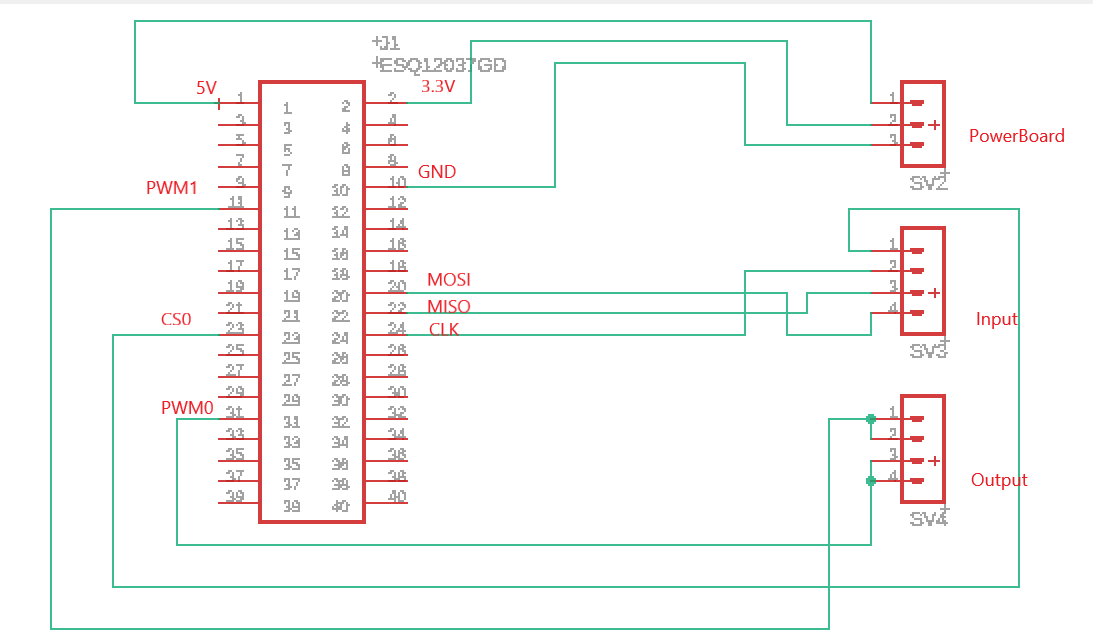 J1
ESQ12037GD
5V
3.3V
1 1 2 2
3 3 4 4
5 5 6 6
7 7 8 8
GND
PWM1
9 9 10 10
11 11 12 12
13 13 14 14
15 15 16 16
17 17 18 18
MOSI
19 19 20 20
MISO
21 21 22 22
CS0
CLK
23 23 24 24
25 25 26 26
27 27 28 28
29 29 30 30
PWM0
31 31 32 32
33 33 34 34
35 35 36 36
37 37 38 38
39 39 40 40
1
2
3
PowerBoard
SV2
1
2
3
4
Input
SV3
1
2
3
4
Output
SV4